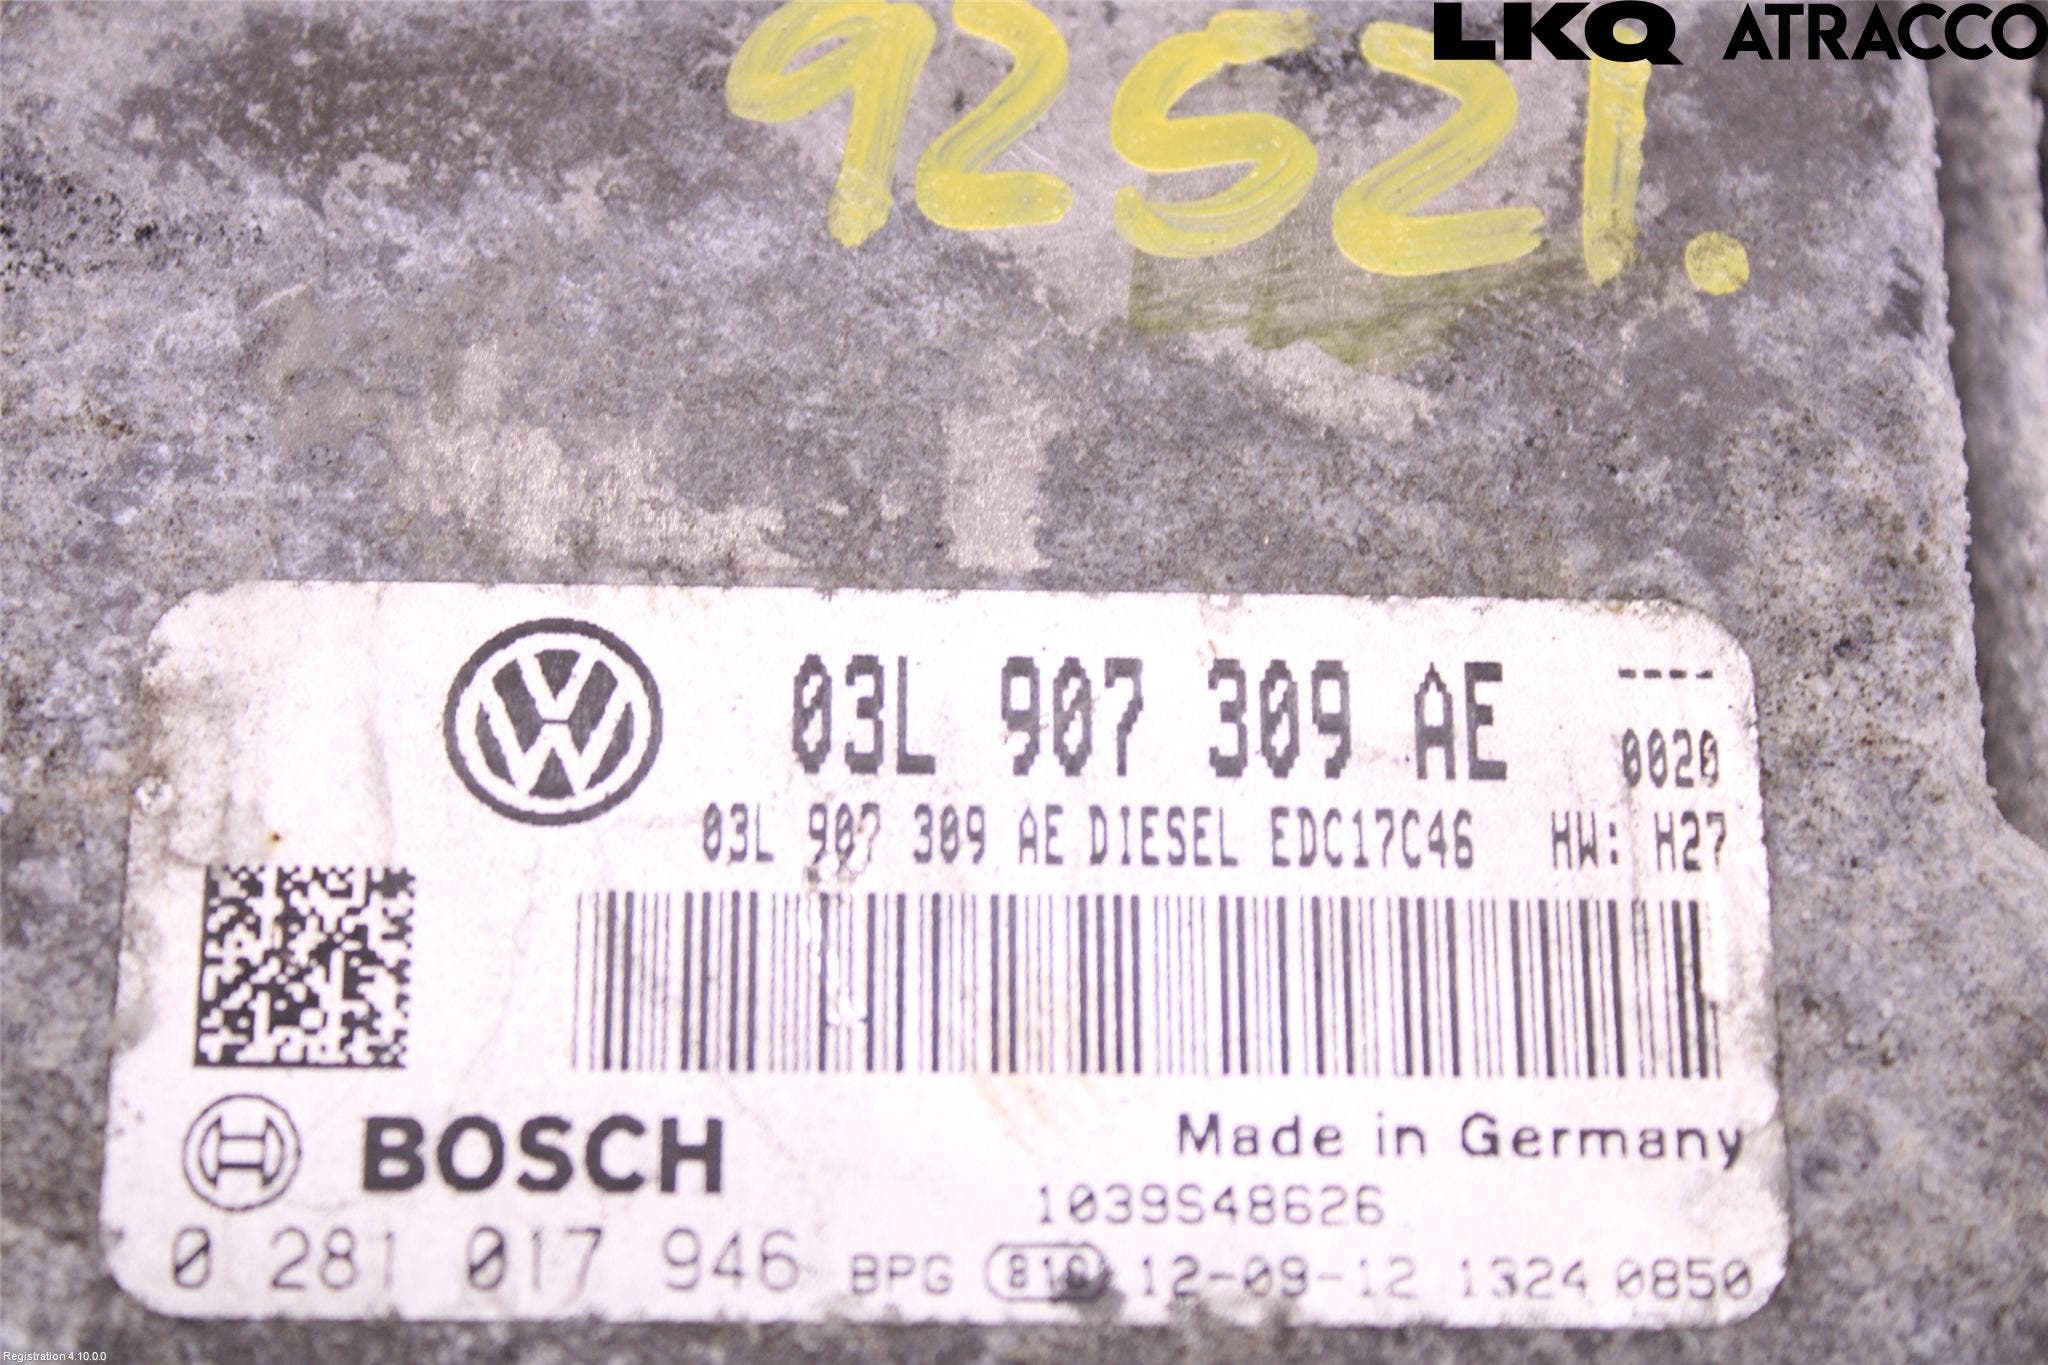 LKQ ATRACCO
92521.
03L 907 309 AE ----
0020
03L 907 309 AE DIESEL EDC17C46 HW: H27
BOSCH
Made in Germany
1039S48626
0 281 017 946 BPG 12-09-12 1324 0850
Registration 4.10.0.0